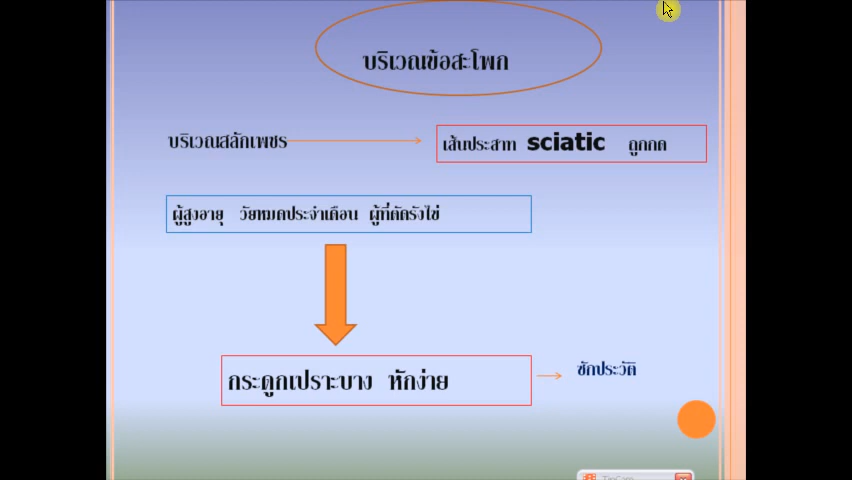 บริเวณข้อสะโพก
บริเวณสลักเพชร
เส้นประสาท sciatic ถูกกด
ผู้สูงอายุ วัยหมดประจำเดือน ผู้ที่ตัดรังไข่
กระดูกเปราะบาง หักง่าย
ซักประวัติ